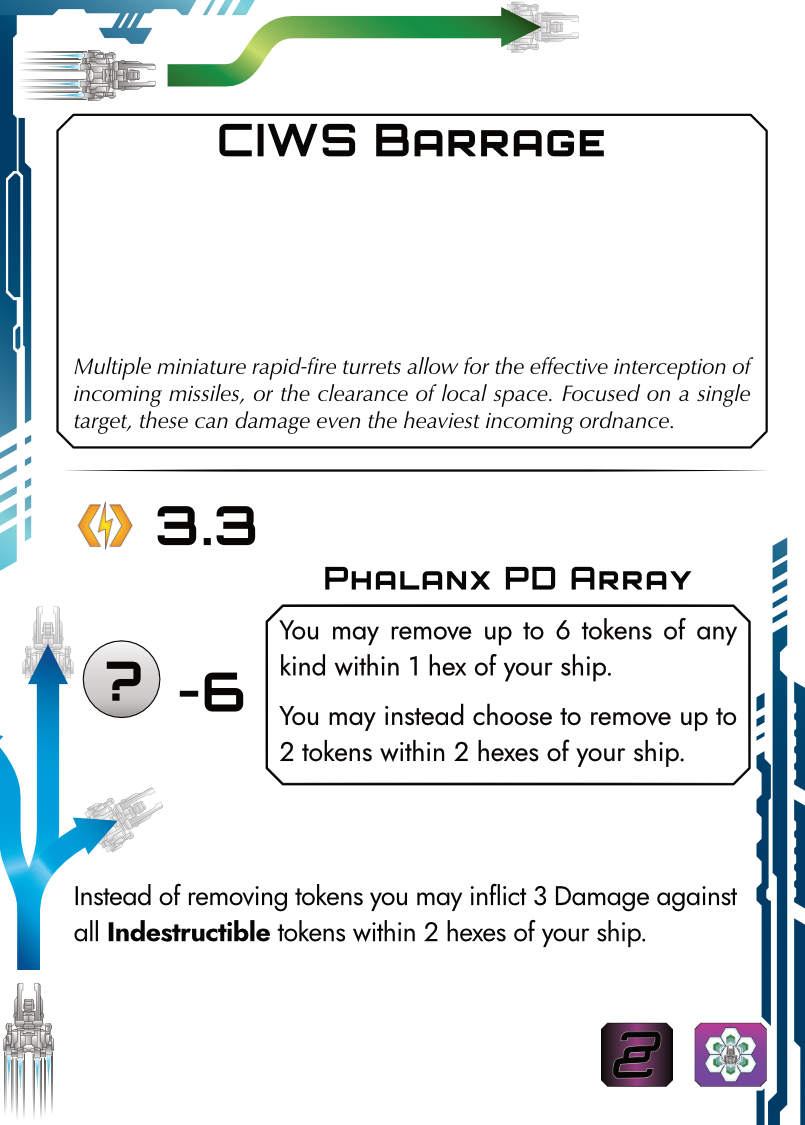 CIWS Barrage
Multiple miniature rapid-fire turrets allow for the effective interception of
incoming missiles, or the clearance of local space. Focused on a single
target, these can damage even the heaviest incoming ordnance.
3.3
Phalanx PD Array
? -6
You may remove up to 6 tokens of any
kind within 1 hex of your ship.
You may instead choose to remove up to
2 tokens within 2 hexes of your ship.
Instead of removing tokens you may inflict 3 Damage against
all Indestructible tokens within 2 hexes of your ship.
2